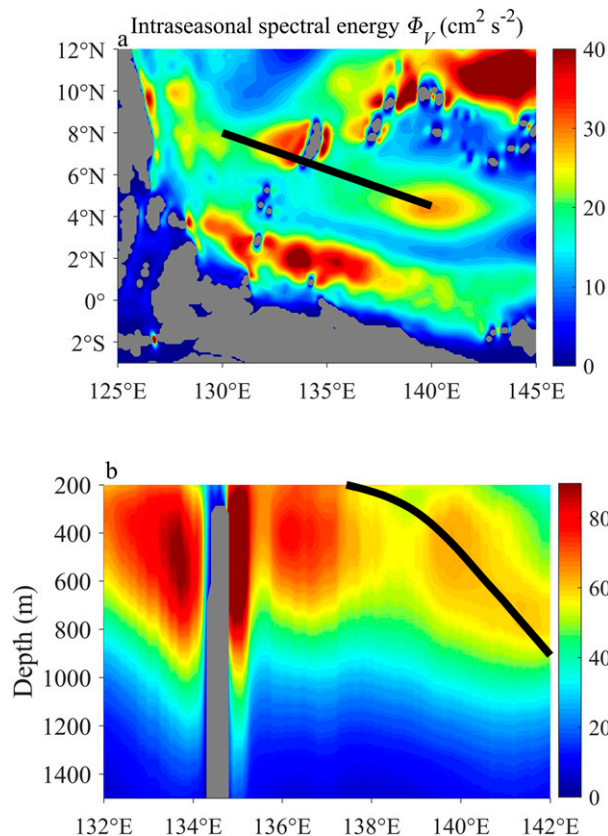 Intraseasonal spectral energy Φ_V (cm² s⁻²)
a
12°N
10°N
8°N
6°N
4°N
2°N
0°
2°S
125°E 130°E 135°E 140°E 145°E
40
30
20
10
0
b
Depth (m)
200
400
600
800
1000
1200
1400
132°E 134°E 136°E 138°E 140°E 142°E
80
60
40
20
0